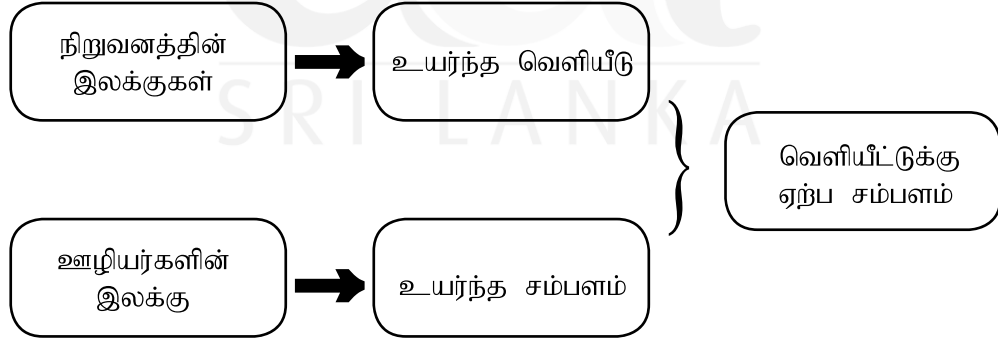 நிறுவனத்தின்
இலக்குகள்
உயர்ந்த வெளியீடு
SRI LANKA
வெளியீட்டுக்கு
ஏற்ப சம்பளம்
ஊழியர்களின்
இலக்கு
உயர்ந்த சம்பளம்